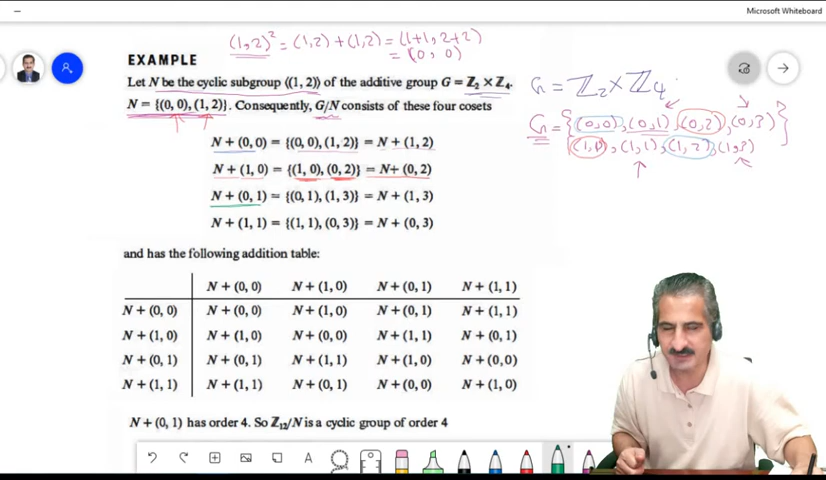 Microsoft Whiteboard
(1,2)² = (1,2) + (1,2) = (1+1, 2+2)
= (0, 0)
EXAMPLE
Let N be the cyclic subgroup ⟨(1, 2)⟩ of the additive group G = ℤ₂ × ℤ₄.
N = {(0, 0), (1, 2)}. Consequently, G/N consists of these four cosets
N + (0, 0) = {(0, 0), (1, 2)} = N + (1, 2)
N + (1, 0) = {(1, 0), (0, 2)} = N+ (0, 2)
N + (0, 1) = {(0, 1), (1, 3)} = N + (1, 3)
N + (1, 1) = {(1, 1), (0, 3)} = N + (0, 3)
G = ℤ₂ × ℤ₄.
G = {(0,0), (0,1), (0,2), (0,3)
(1,0), (1,1), (1,2), (1,3)}
and has the following addition table:
N + (0, 0) N + (1, 0) N + (0, 1) N + (1, 1)
N + (0, 0) N + (0, 0) N + (1, 0) N + (0, 1) N + (1, 1)
N + (1, 0) N + (1, 0) N + (0, 0) N + (1, 1) N + (0, 1)
N + (0, 1) N + (0, 1) N + (1, 1) N + (1, 0) N + (0,0)
N + (1, 1) N + (1, 1) N + (0, 1) N + (0, 0) N + (1, 0)
N + (0, 1) has order 4. So ℤ₁₂/N is a cyclic group of order 4